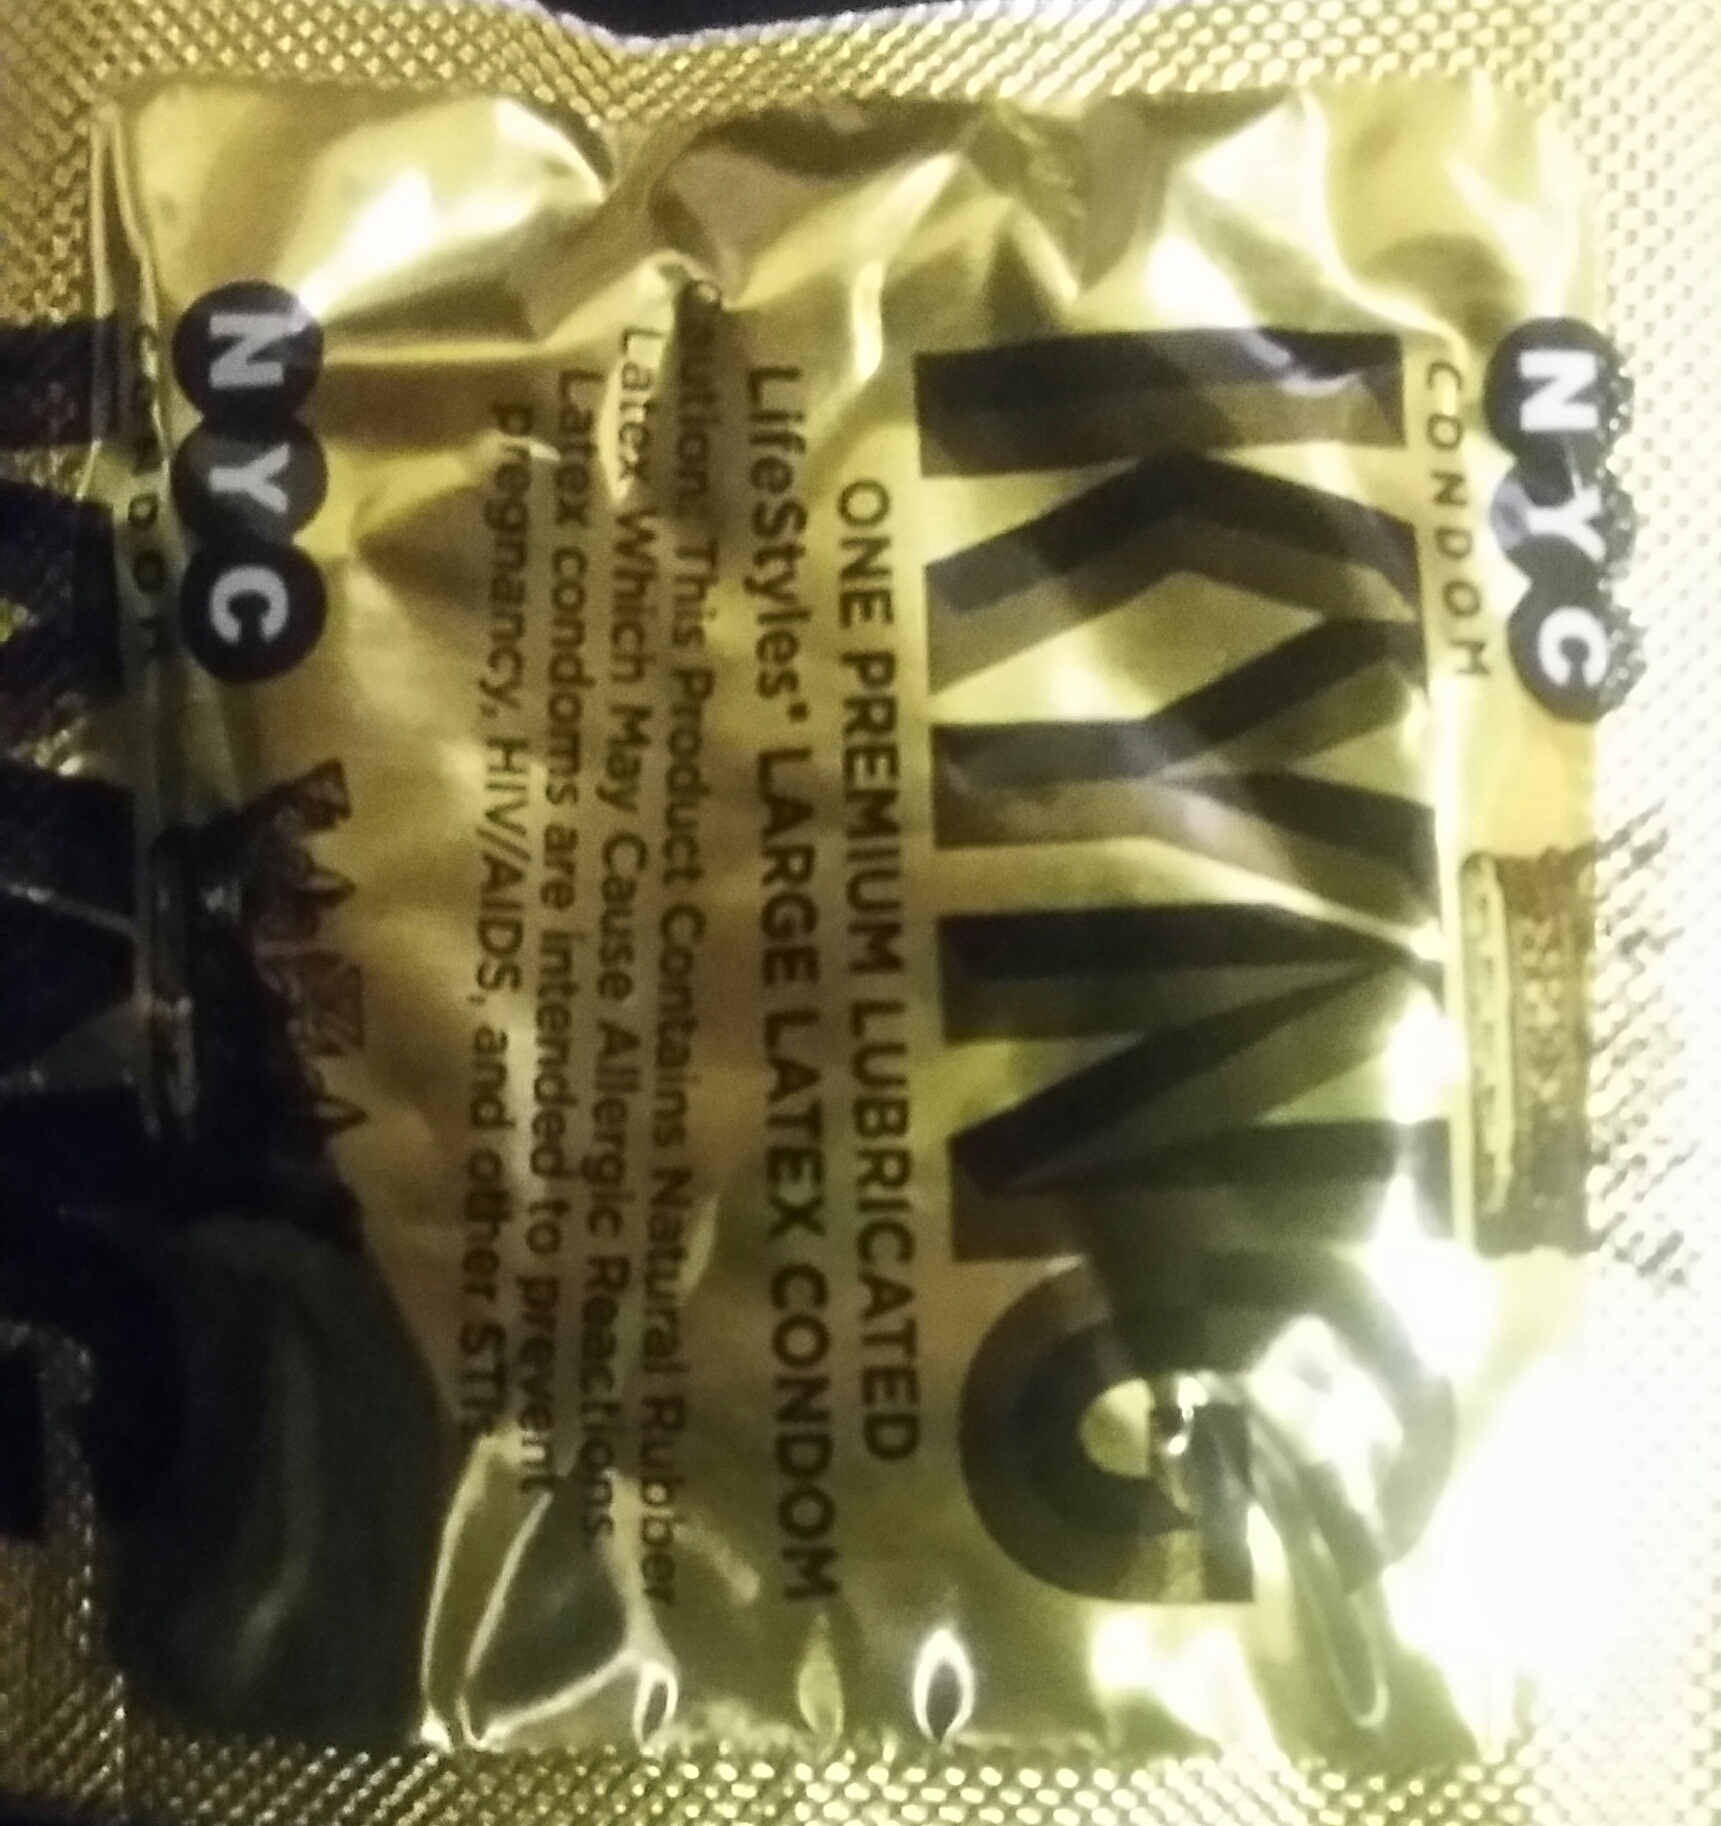 NYC
CONDOM
KYNG
ONE PREMIUM LUBRICATED
LifeStyles® LARGE LATEX CONDOM
Caution: This Product Contains Natural Rubber
Latex Which May Cause Allergic Reactions.
Latex condoms are intended to prevent
pregnancy, HIV/AIDS, and other STIs
NYC
CONDOM